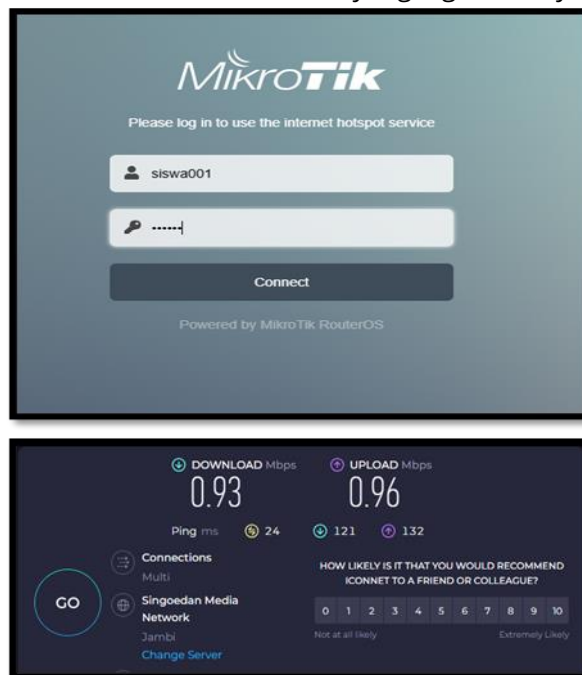 MikroTik
Please log in to use the internet hotspot service
siswa001
••••••
Connect
Powered by MikroTik RouterOS
DOWNLOAD Mbps UPLOAD Mbps
0.93 0.96
Ping ms 24 121 132
Connections
Multi
Singoedan Media
Network
Jambi
Change Server
GO
HOW LIKELY IS IT THAT YOU WOULD RECOMMEND
ICONNET TO A FRIEND OR COLLEAGUE?
0 1 2 3 4 5 6 7 8 9 10
Not at all likely Extremely Likely